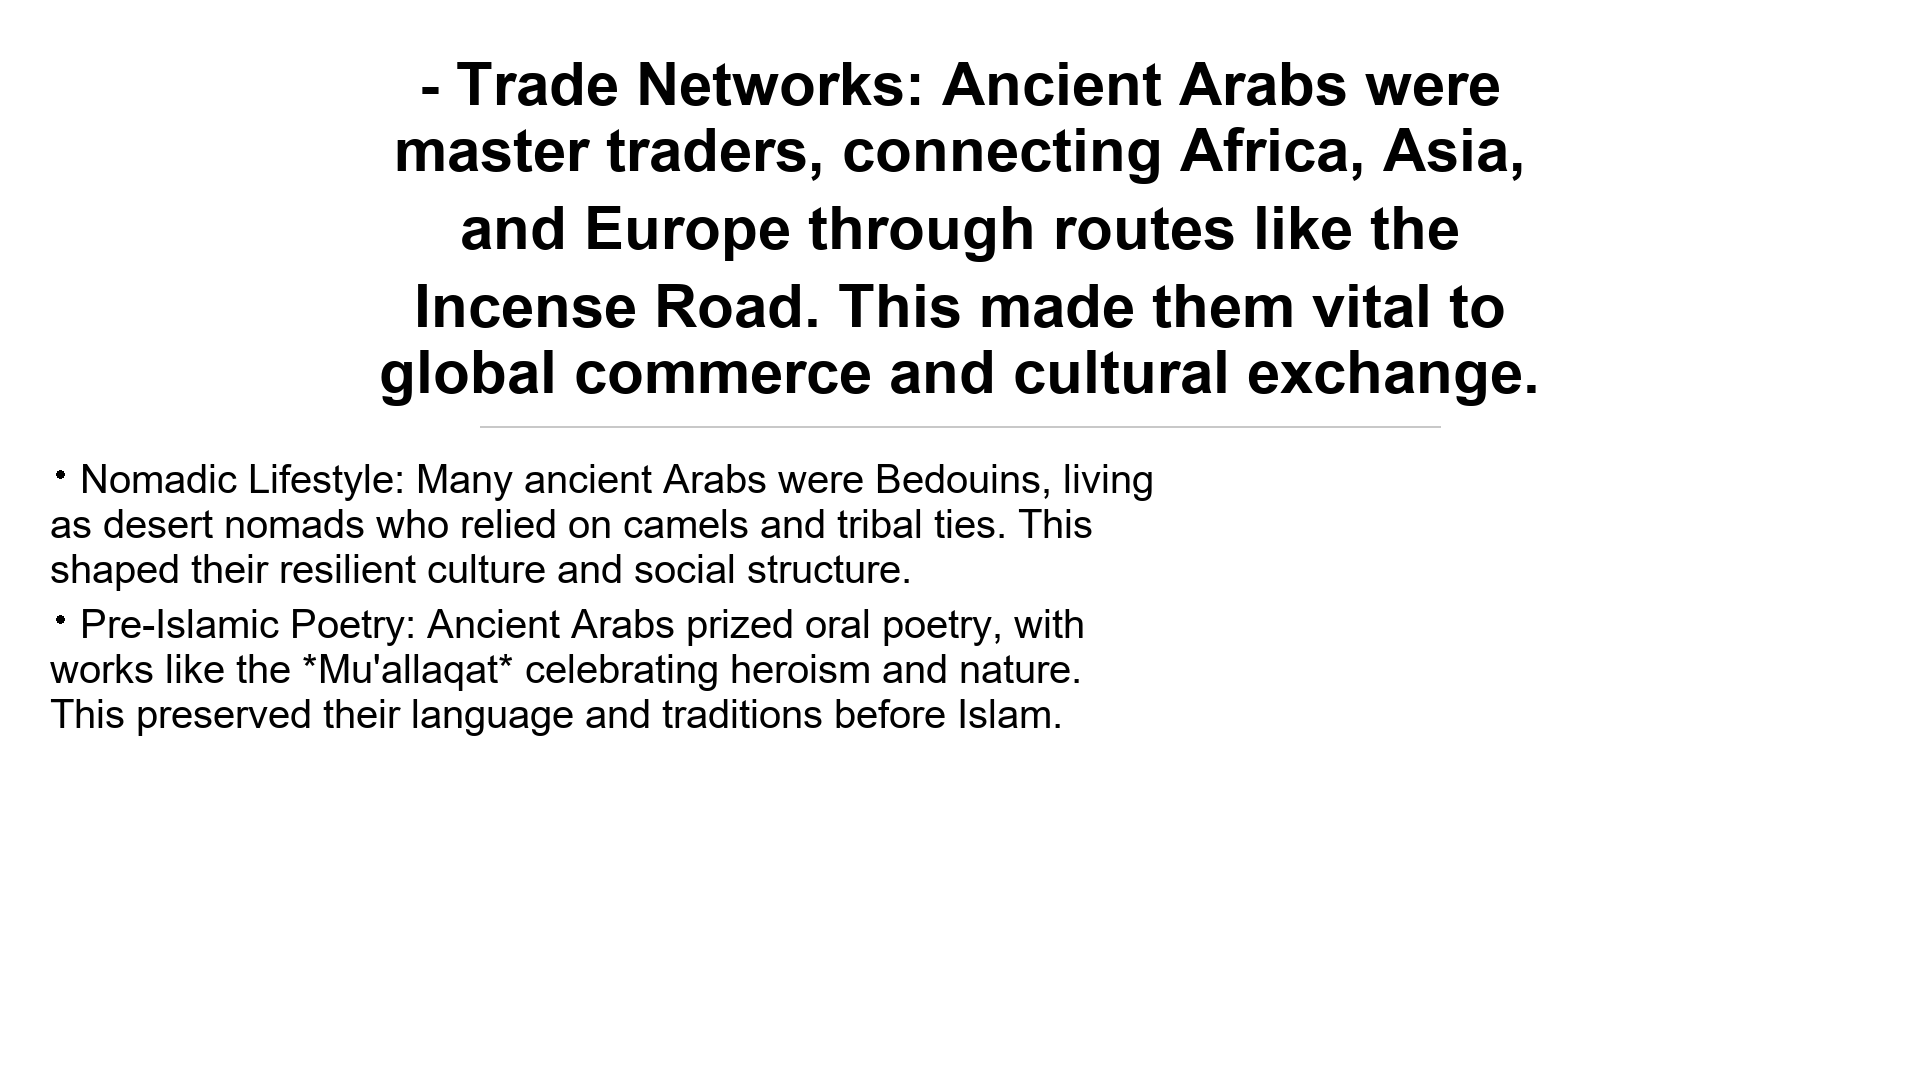 - Trade Networks: Ancient Arabs were
master traders, connecting Africa, Asia,
and Europe through routes like the
Incense Road. This made them vital to
global commerce and cultural exchange.
• Nomadic Lifestyle: Many ancient Arabs were Bedouins, living
as desert nomads who relied on camels and tribal ties. This
shaped their resilient culture and social structure.
• Pre-Islamic Poetry: Ancient Arabs prized oral poetry, with
works like the *Mu'allaqat* celebrating heroism and nature.
This preserved their language and traditions before Islam.